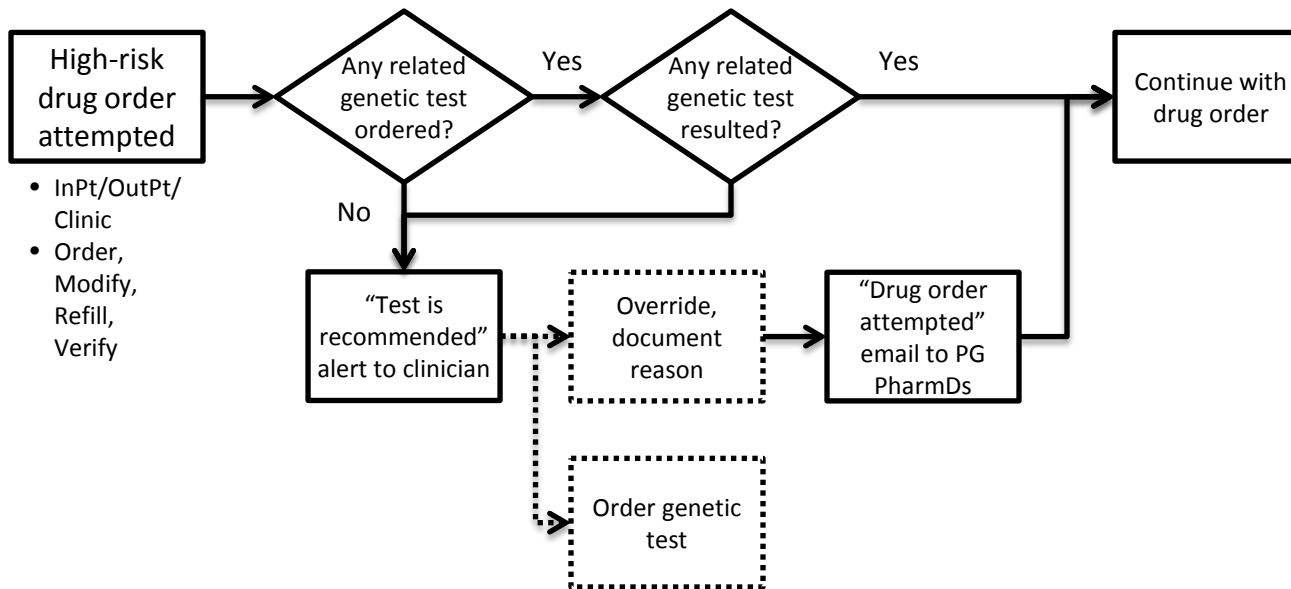 High-risk
drug order
attempted
• InPt/OutPt/
Clinic
• Order,
Modify,
Refill,
Verify
Any related
genetic test
ordered?
Yes
Any related
genetic test
resulted?
Yes
Continue with
drug order
No
“Test is
recommended”
alert to clinician
Override,
document
reason
“Drug order
attempted”
email to PG
PharmDs
Order genetic
test